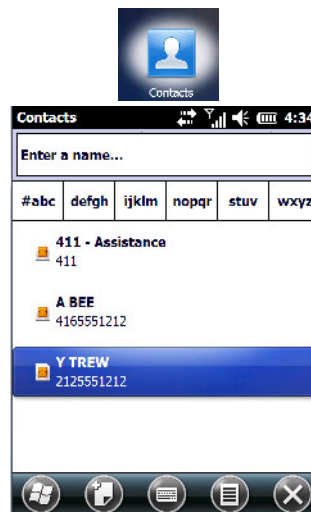 Contacts
Contacts 4:34
Enter a name...
#abc defgh ijklm nopqr stuv wxyz
411 - Assistance
411
A BEE
4165551212
Y TREW
2125551212